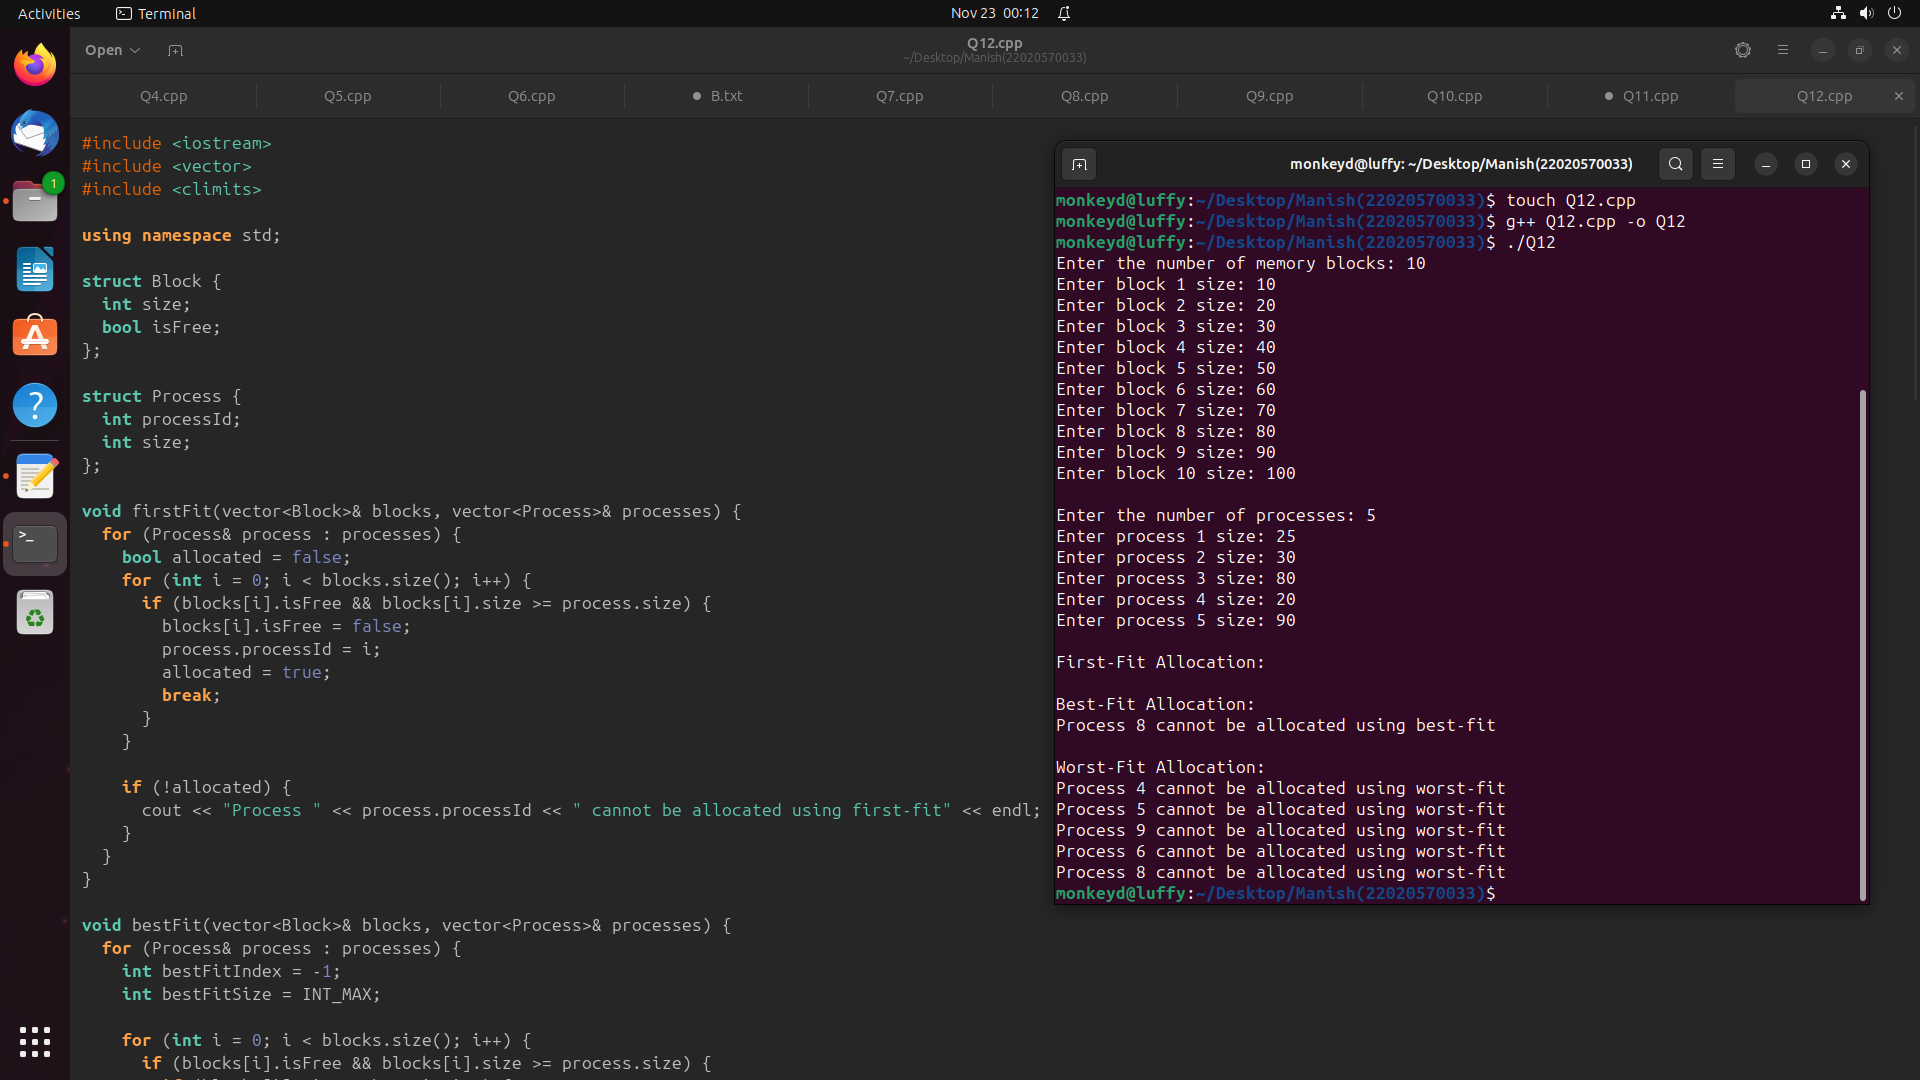 Activities
Terminal
Nov 23 00:12
Open
Q12.cpp
~/Desktop/Manish(22020570033)
Q4.cpp
Q5.cpp
Q6.cpp
B.txt
Q7.cpp
Q8.cpp
Q9.cpp
Q10.cpp
Q11.cpp
Q12.cpp
1
#include <iostream>
#include <vector>
#include <climits>
using namespace std;
struct Block {
int size;
bool isFree;
};
struct Process {
int processId;
int size;
};
void firstFit(vector<Block>& blocks, vector<Process>& processes) {
for (Process& process : processes) {
bool allocated = false;
for (int i = 0; i < blocks.size(); i++) {
if (blocks[i].isFree && blocks[i].size >= process.size) {
blocks[i].isFree = false;
process.processId = i;
allocated = true;
break;
}
}
if (!allocated) {
cout << "Process " << process.processId << " cannot be allocated using first-fit" << endl;
}
}
}
void bestFit(vector<Block>& blocks, vector<Process>& processes) {
for (Process& process : processes) {
int bestFitIndex = -1;
int bestFitSize = INT_MAX;
for (int i = 0; i < blocks.size(); i++) {
if (blocks[i].isFree && blocks[i].size >= process.size) {
monkeyd@luffy: ~/Desktop/Manish(22020570033)
monkeyd@luffy:~/Desktop/Manish(22020570033)$ touch Q12.cpp
monkeyd@luffy:~/Desktop/Manish(22020570033)$ g++ Q12.cpp -o Q12
monkeyd@luffy:~/Desktop/Manish(22020570033)$ ./Q12
Enter the number of memory blocks: 10
Enter block 1 size: 10
Enter block 2 size: 20
Enter block 3 size: 30
Enter block 4 size: 40
Enter block 5 size: 50
Enter block 6 size: 60
Enter block 7 size: 70
Enter block 8 size: 80
Enter block 9 size: 90
Enter block 10 size: 100
Enter the number of processes: 5
Enter process 1 size: 25
Enter process 2 size: 30
Enter process 3 size: 80
Enter process 4 size: 20
Enter process 5 size: 90
First-Fit Allocation:
Best-Fit Allocation:
Process 8 cannot be allocated using best-fit
Worst-Fit Allocation:
Process 4 cannot be allocated using worst-fit
Process 5 cannot be allocated using worst-fit
Process 9 cannot be allocated using worst-fit
Process 6 cannot be allocated using worst-fit
Process 8 cannot be allocated using worst-fit
monkeyd@luffy:~/Desktop/Manish(22020570033)$